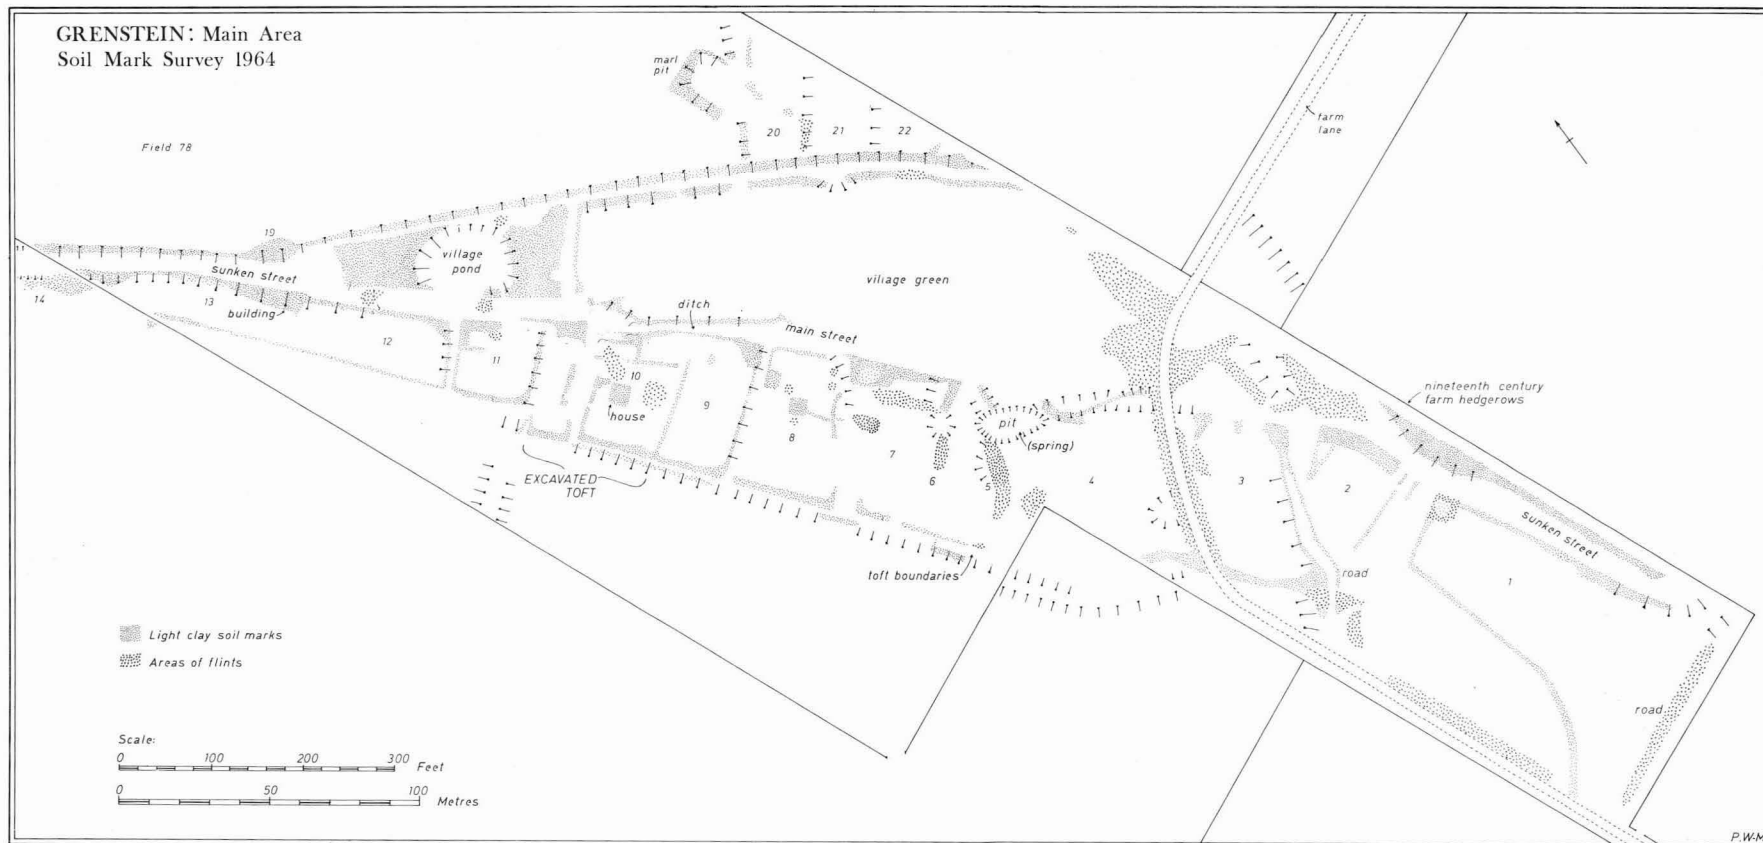 GRENSTEIN: Main Area
Soil Mark Survey 1964
marl
pit
20
21
22
farm
lane
Field 78
19
11
sunken street
village
pond
village green
14
13
building
ditch
main street
12
11
10
9
house
8
7
6
5
pit
(spring)
4
3
2
1
nineteenth century
farm hedgerows
EXCAVATED
TOFT
sunken street
toft boundaries
road
road
Light clay soil marks
Areas of flints
Scale:
0 100 200 300 Feet
0 50 100 Metres
P.W-M